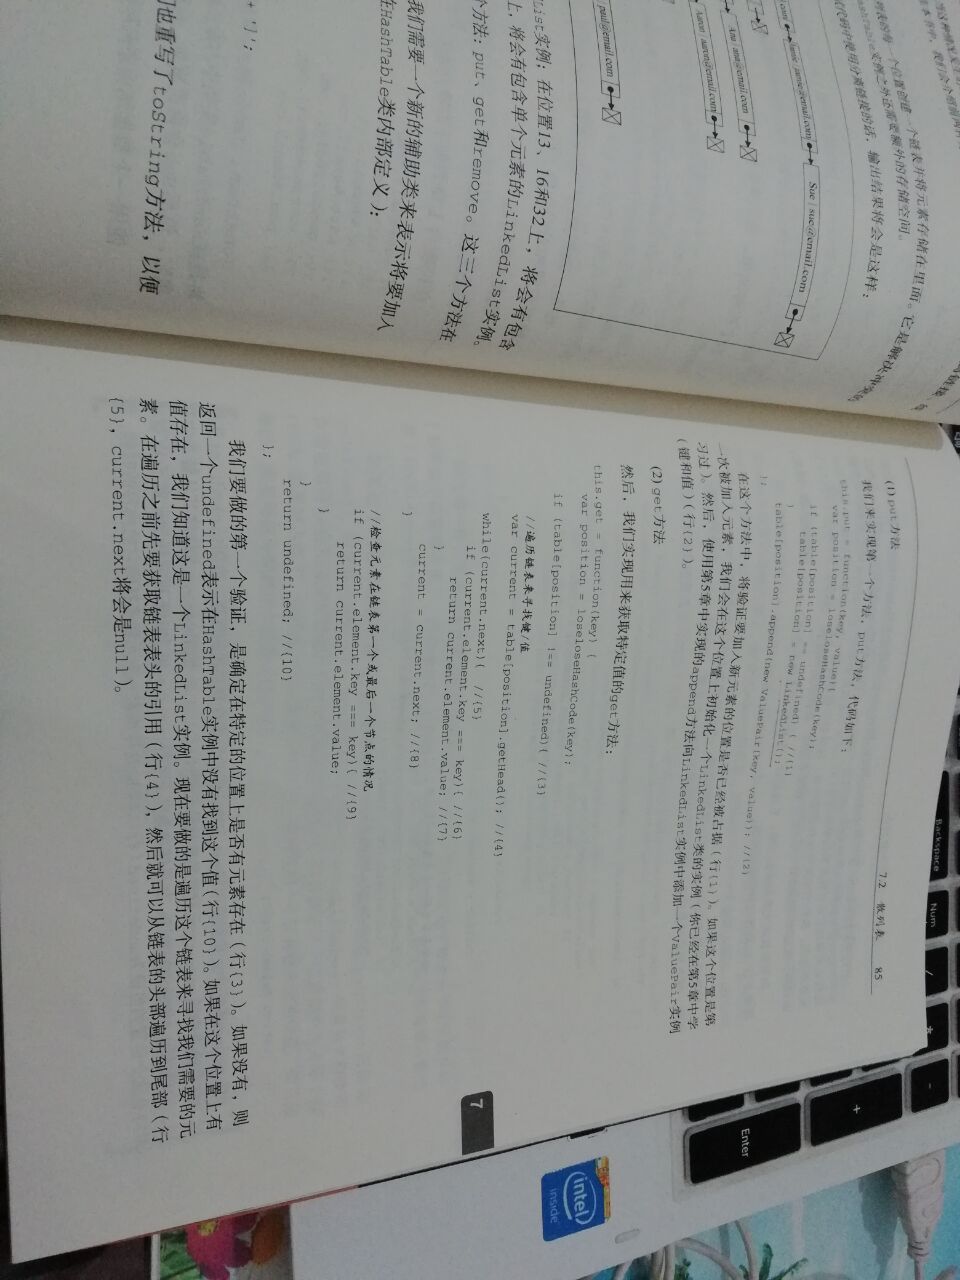 paul@email.com
Aaron | aaron@email.com
Ana | ana@email.com
Sue | sue@email.com
List实例：在位置13、16和32上，将会有包含
上，将会有包含单个元素的LinkedList实例。
个方法：put、get和remove。这三个方法在
我们需要一个新的辅助类来表示将要加入
在HashTable类内部定义）：
+ ']';
们也重写了toString方法，以便
7.2 散列表 85
(1) put方法
我们来实现第一个方法，put方法，代码如下：
this.put = function(key, value){
var position = loseloseHashCode(key);
if (table[position] == undefined) { //{1}
table[position] = new LinkedList();
}
table[position].append(new ValuePair(key, value)); //{2}
};
在这个方法中，将验证要加入新元素的位置是否已经被占据（行{1}）。如果这个位置是第
一次被加入元素，我们会在这个位置上初始化一个LinkedList类的实例（你已经在第5章中学
习过）。然后，使用第5章中实现的append方法向LinkedList实例中添加一个ValuePair实例
（键和值）（行{2}）。
(2) get方法
然后，我们实现用来获取特定值的get方法：
this.get = function(key) {
var position = loseloseHashCode(key);
if (table[position] !== undefined){ //{3}
//遍历链表来寻找键/值
var current = table[position].getHead(); //{4}
while(current.next){ //{5}
if (current.element.key === key){ //{6}
return current.element.value; //{7}
}
current = current.next; //{8}
}
//检查元素在链表第一个或最后一个节点的情况
if (current.element.key === key){ //{9}
return current.element.value;
}
}
return undefined; //{10}
};
我们要做的第一个验证，是确定在特定的位置上是否有元素存在（行{3}）。如果没有，则
返回一个undefined表示在HashTable实例中没有找到这个值（行{10}）。如果在这个位置上有
值存在，我们知道这是一个LinkedList实例。现在要做的是遍历这个链表来寻找我们需要的元
素。在遍历之前先要获取链表表头的引用（行{4}），然后就可以从链表的头部遍历到尾部（行
{5}，current.next将会是null）。
7
Backspace
Num
/
*
-
+
Enter
intel
inside